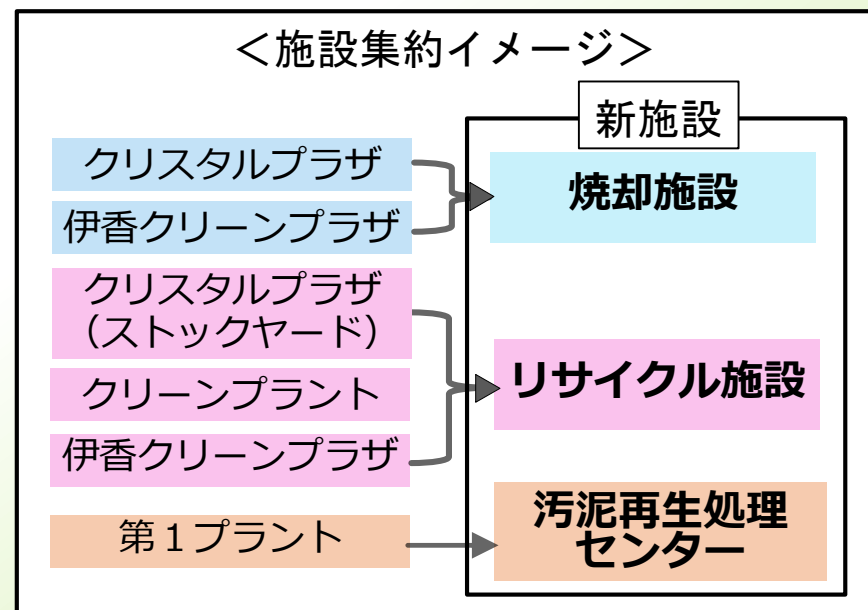 ＜施設集約イメージ＞
新施設
クリスタルプラザ
伊香クリーンプラザ
焼却施設
クリスタルプラザ
（ストックヤード）
クリーンプラント
伊香クリーンプラザ
リサイクル施設
第１プラント
汚泥再生処理
センター